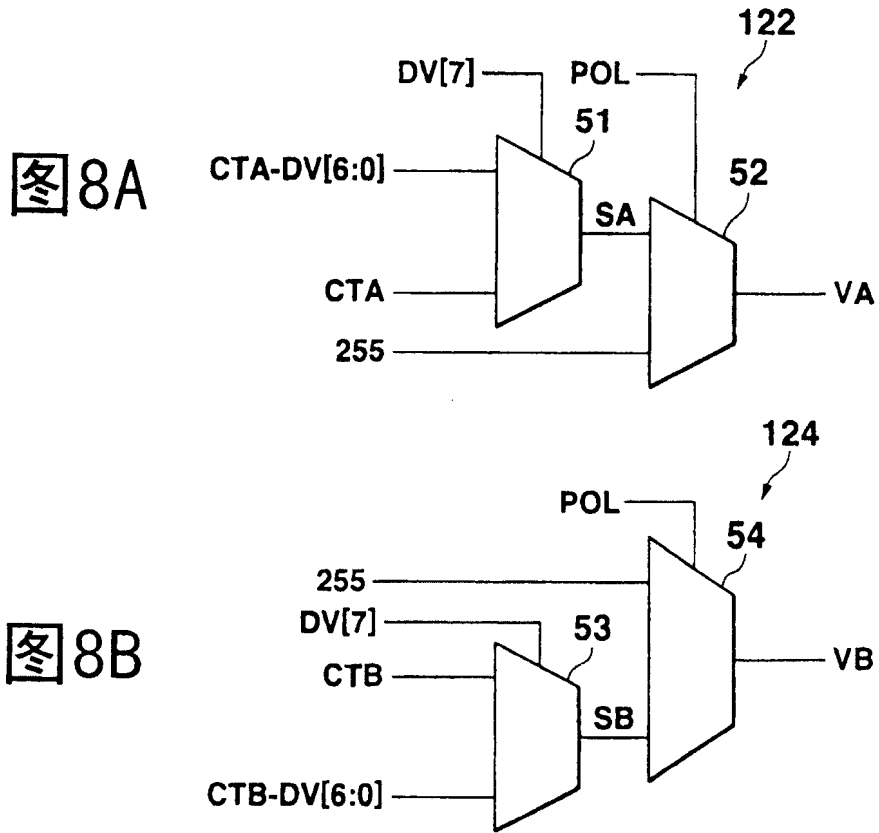 122
DV[7]
POL
51
CTA-DV[6:0]
图8A
52
SA
CTA
VA
255
124
POL
54
255
DV[7]
53
图8B
CTB
VB
SB
CTB-DV[6:0]